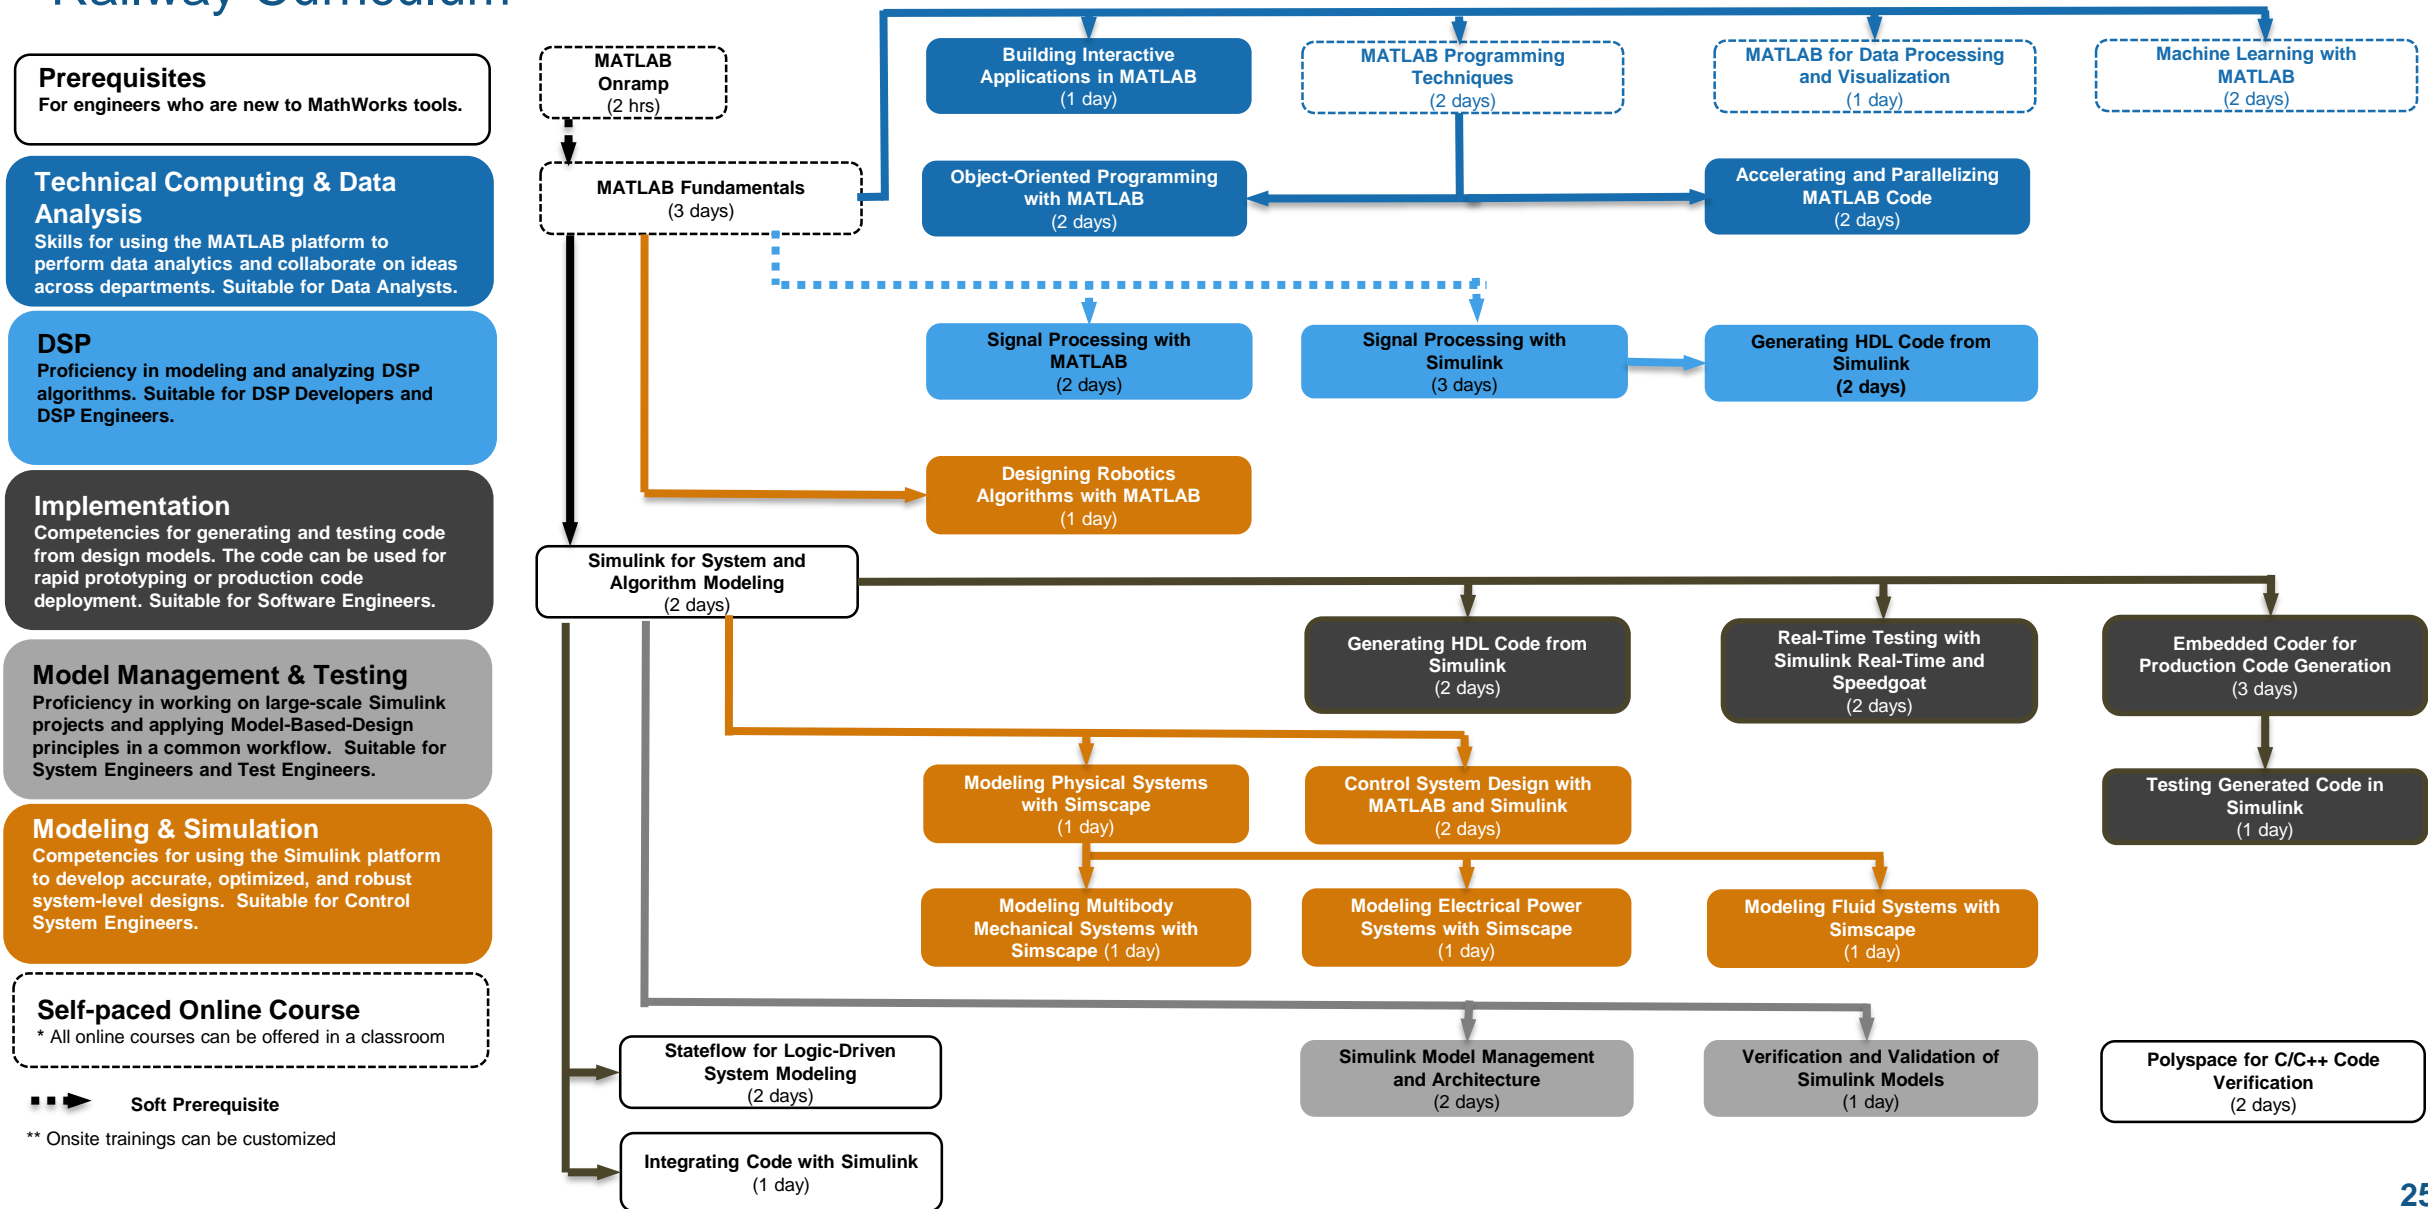 Railway Curriculum
Prerequisites
For engineers who are new to MathWorks tools.
Technical Computing & Data
Analysis
Skills for using the MATLAB platform to
perform data analytics and collaborate on ideas
across departments. Suitable for Data Analysts.
DSP
Proficiency in modeling and analyzing DSP
algorithms. Suitable for DSP Developers and
DSP Engineers.
Implementation
Competencies for generating and testing code
from design models. The code can be used for
rapid prototyping or production code
deployment. Suitable for Software Engineers.
Model Management & Testing
Proficiency in working on large-scale Simulink
projects and applying Model-Based-Design
principles in a common workflow. Suitable for
System Engineers and Test Engineers.
Modeling & Simulation
Competencies for using the Simulink platform
to develop accurate, optimized, and robust
system-level designs. Suitable for Control
System Engineers.
Self-paced Online Course
* All online courses can be offered in a classroom
Soft Prerequisite
** Onsite trainings can be customized
MATLAB
Onramp
(2 hrs)
MATLAB Fundamentals
(3 days)
Building Interactive
Applications in MATLAB
(1 day)
MATLAB Programming
Techniques
(2 days)
MATLAB for Data Processing
and Visualization
(1 day)
Machine Learning with
MATLAB
(2 days)
Object-Oriented Programming
with MATLAB
(2 days)
Accelerating and Parallelizing
MATLAB Code
(2 days)
Signal Processing with
MATLAB
(2 days)
Signal Processing with
Simulink
(3 days)
Generating HDL Code from
Simulink
(2 days)
Designing Robotics
Algorithms with MATLAB
(1 day)
Simulink for System and
Algorithm Modeling
(2 days)
Generating HDL Code from
Simulink
(2 days)
Real-Time Testing with
Simulink Real-Time and
Speedgoat
(2 days)
Embedded Coder for
Production Code Generation
(3 days)
Modeling Physical Systems
with Simscape
(1 day)
Control System Design with
MATLAB and Simulink
(2 days)
Testing Generated Code in
Simulink
(1 day)
Modeling Multibody
Mechanical Systems with
Simscape (1 day)
Modeling Electrical Power
Systems with Simscape
(1 day)
Modeling Fluid Systems with
Simscape
(1 day)
Stateflow for Logic-Driven
System Modeling
(2 days)
Simulink Model Management
and Architecture
(2 days)
Verification and Validation of
Simulink Models
(1 day)
Polyspace for C/C++ Code
Verification
(2 days)
Integrating Code with Simulink
(1 day)
25